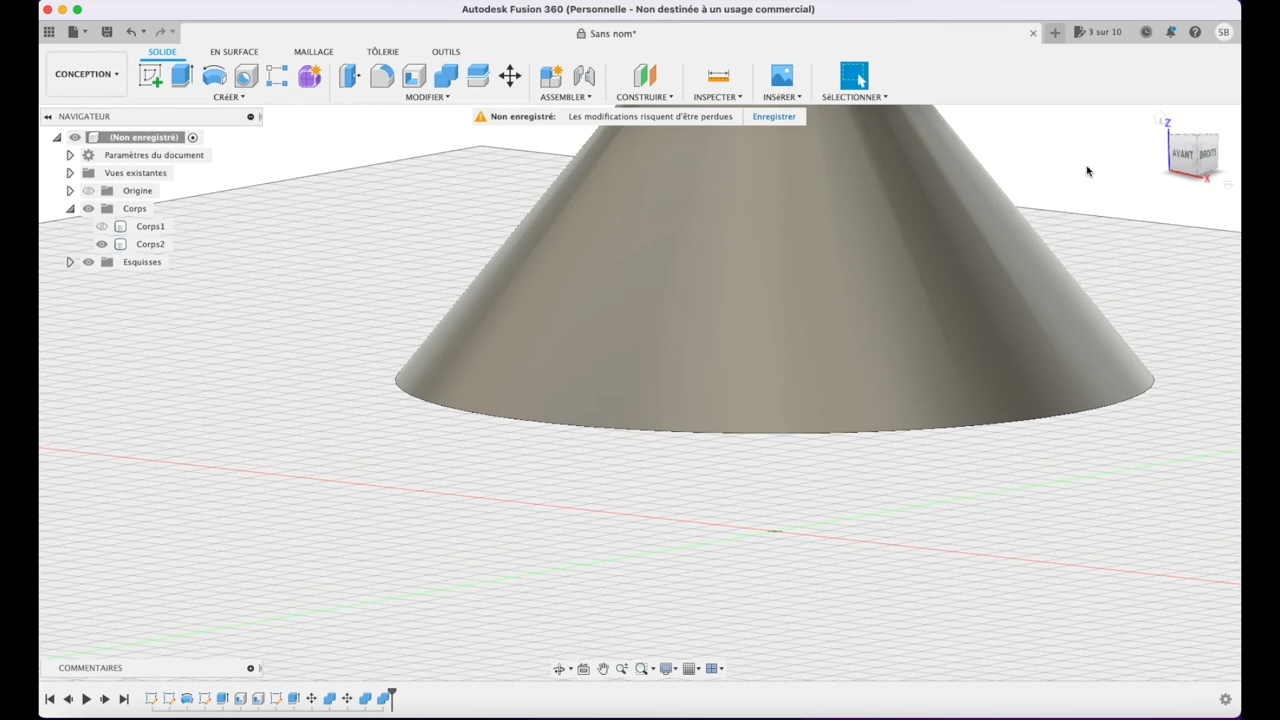 Autodesk Fusion 360 (Personnelle - Non destinée à un usage commercial)
Sans nom*
3 sur 10
SB
SOLIDE EN SURFACE MAILLAGE TÔLERIE OUTILS
CONCEPTION
CRÉER MODIFIER ASSEMBLER CONSTRUIRE INSPECTER INSÉRER SÉLECTIONNER
NAVIGATEUR
Non enregistré: Les modifications risquent d'être perdues Enregistrer
(Non enregistré)
Paramètres du document
Vues existantes
Origine
Corps
Corps1
Corps2
Esquisses
Z
AVANT DROITE
X
COMMENTAIRES